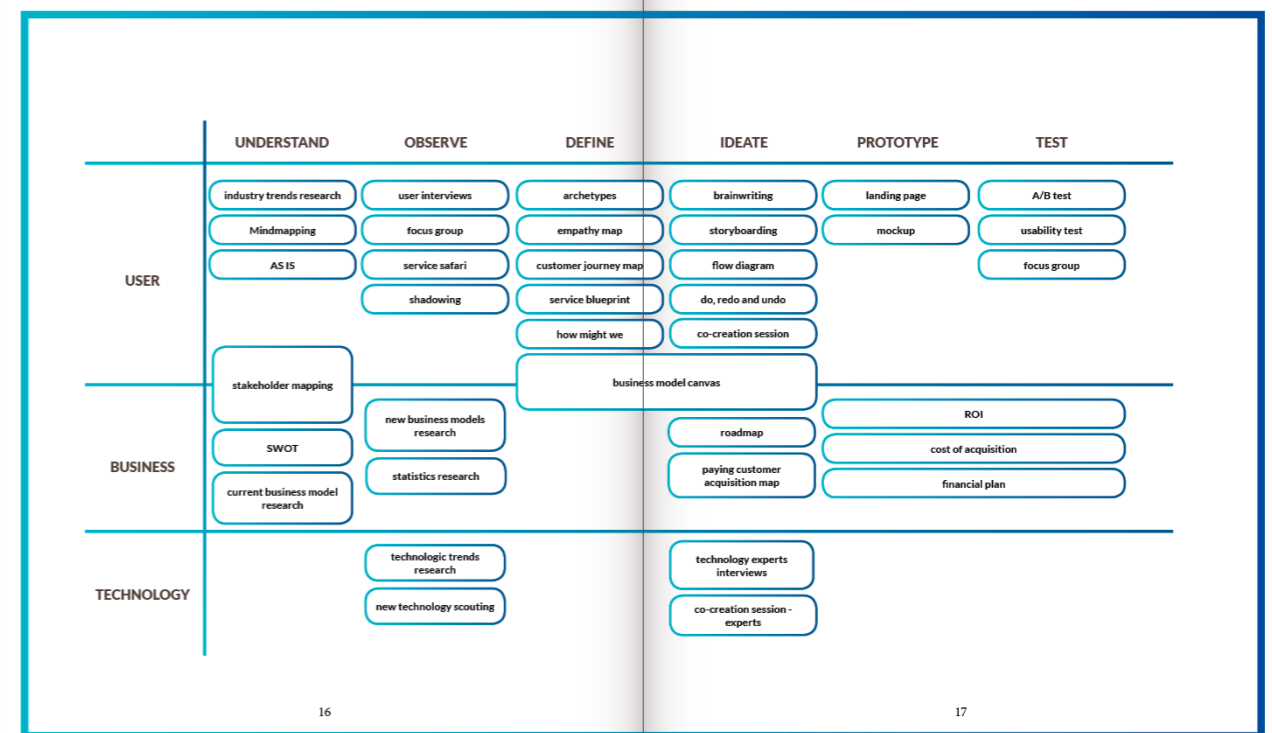 UNDERSTAND OBSERVE DEFINE IDEATE PROTOTYPE TEST
USER
industry trends research
Mindmapping
AS IS
user interviews
focus group
service safari
shadowing
archetypes
empathy map
customer journey map
service blueprint
how might we
brainwriting
storyboarding
flow diagram
do, redo and undo
co-creation session
landing page
mockup
A/B test
usability test
focus group
stakeholder mapping
business model canvas
BUSINESS
SWOT
current business model
research
new business models
research
statistics research
roadmap
paying customer
acquisition map
ROI
cost of acquisition
financial plan
TECHNOLOGY
technologic trends
research
new technology scouting
technology experts
interviews
co-creation session -
experts
16
17